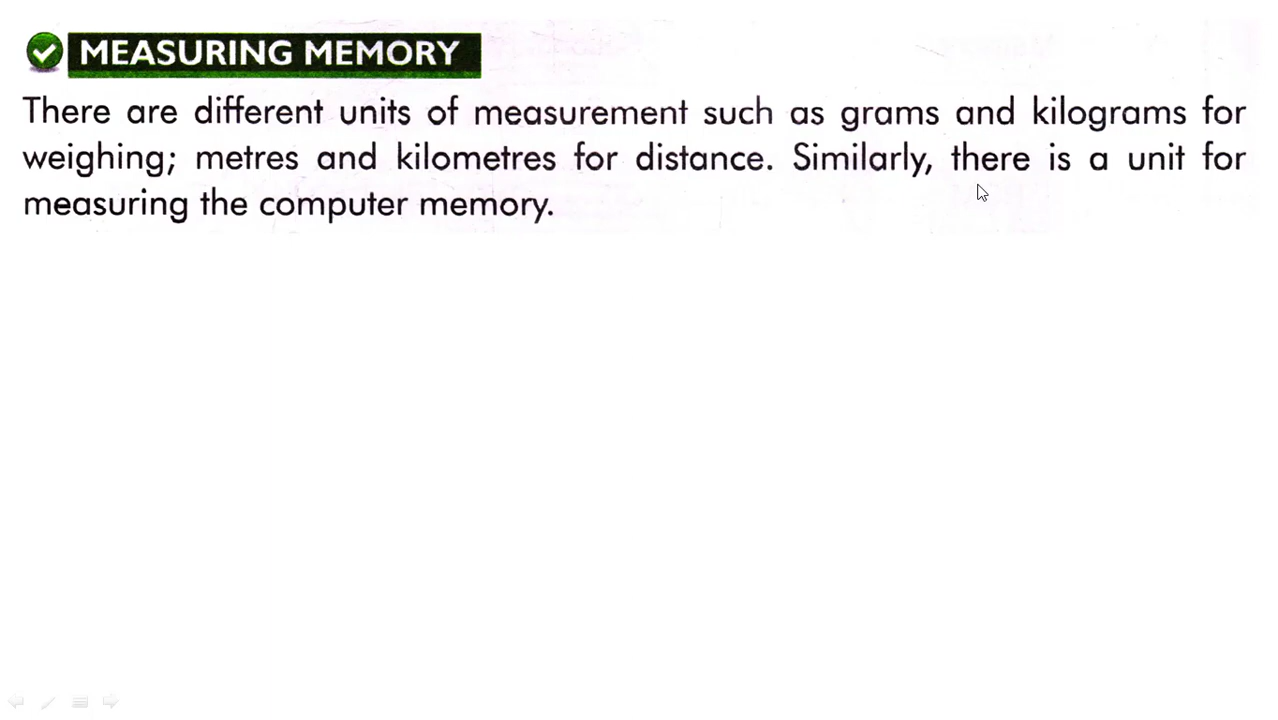 MEASURING MEMORY
There are different units of measurement such as grams and kilograms for
weighing; metres and kilometres for distance. Similarly, there is a unit for
measuring the computer memory.